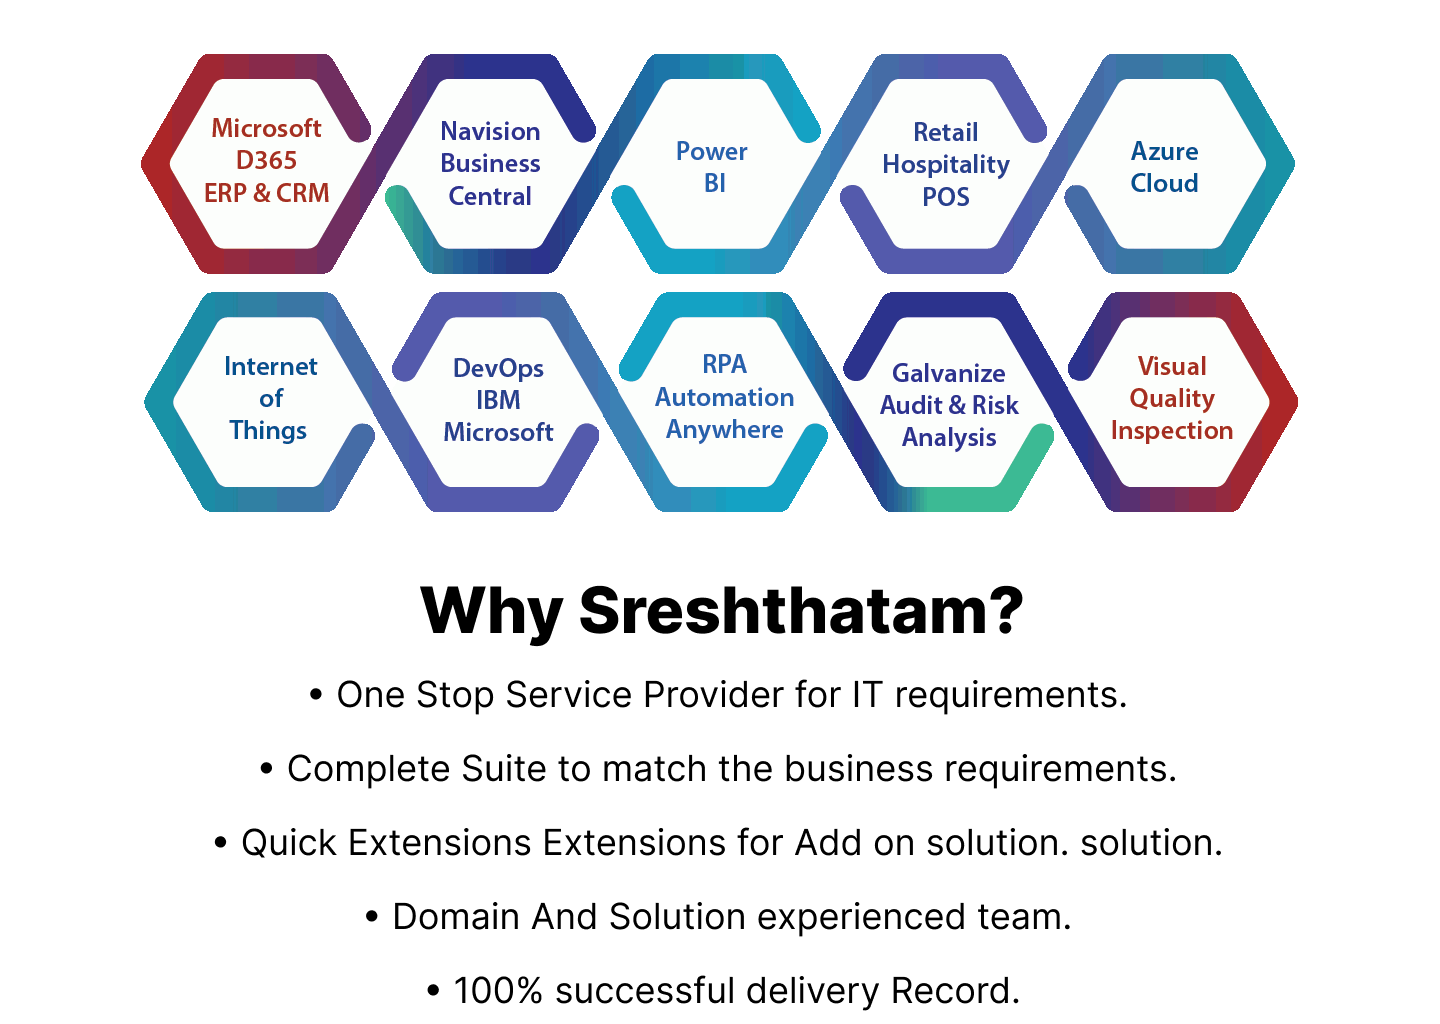 Microsoft
D365
ERP & CRM
Navision
Business
Central
Power
BI
Retail
Hospitality
POS
Azure
Cloud
Internet
of
Things
DevOps
IBM
Microsoft
RPA
Automation
Anywhere
Galvanize
Audit & Risk
Analysis
Visual
Quality
Inspection
Why Sreshthatam?
• One Stop Service Provider for IT requirements.
• Complete Suite to match the business requirements.
• Quick Extensions Extensions for Add on solution. solution.
• Domain And Solution experienced team.
• 100% successful delivery Record.